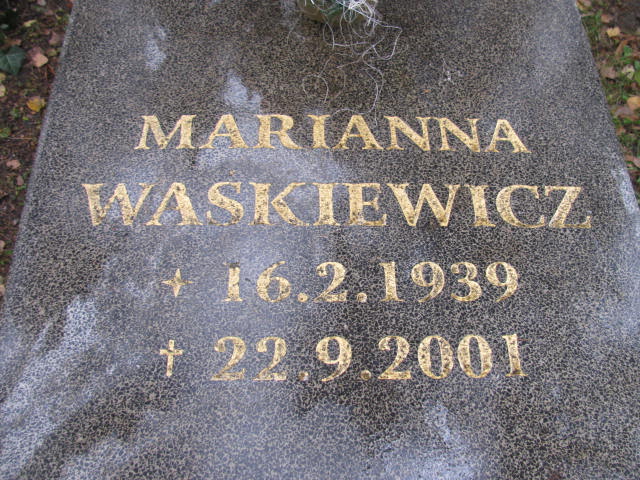 MARIANNA
WASKIEWICZ
✦ 16.2.1939
✝ 22.9.2001